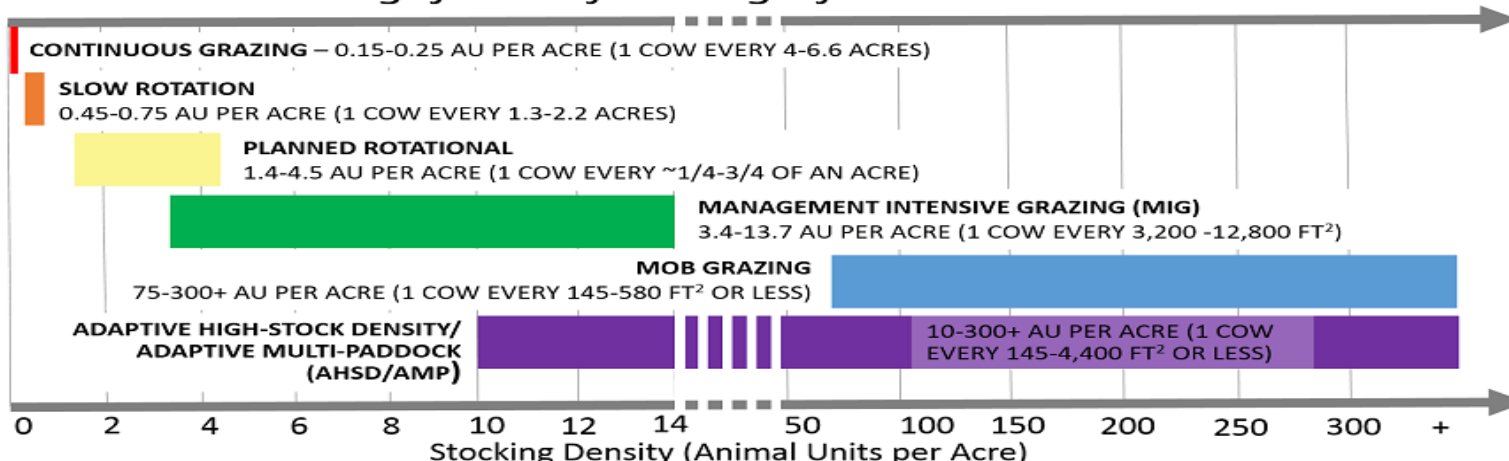 CONTINUOUS GRAZING – 0.15-0.25 AU PER ACRE (1 COW EVERY 4-6.6 ACRES)
SLOW ROTATION
0.45-0.75 AU PER ACRE (1 COW EVERY 1.3-2.2 ACRES)
PLANNED ROTATIONAL
1.4-4.5 AU PER ACRE (1 COW EVERY ~1/4-3/4 OF AN ACRE)
MANAGEMENT INTENSIVE GRAZING (MIG)
3.4-13.7 AU PER ACRE (1 COW EVERY 3,200 -12,800 FT²)
MOB GRAZING
75-300+ AU PER ACRE (1 COW EVERY 145-580 FT² OR LESS)
ADAPTIVE HIGH-STOCK DENSITY/
ADAPTIVE MULTI-PADDOCK
(AHSD/AMP)
10-300+ AU PER ACRE (1 COW
EVERY 145-4,400 FT² OR LESS)
0 2 4 6 8 10 12 14 50 100 150 200 250 300 +
Stocking Density (Animal Units per Acre)